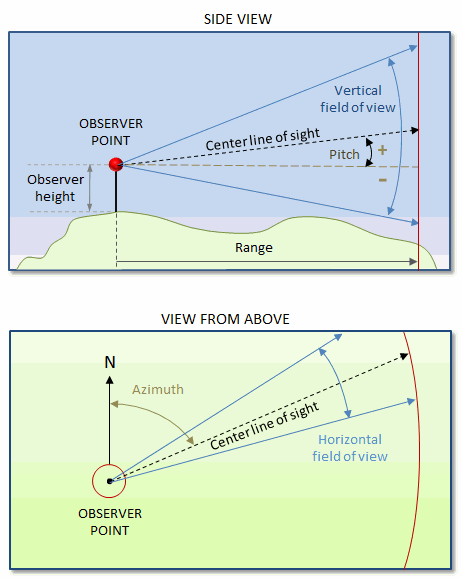 SIDE VIEW
Vertical
field of view
OBSERVER
POINT
Center line of sight
+
Pitch
–
Observer
height
Range
VIEW FROM ABOVE
N
Azimuth
Center line of sight
Horizontal
field of view
OBSERVER
POINT